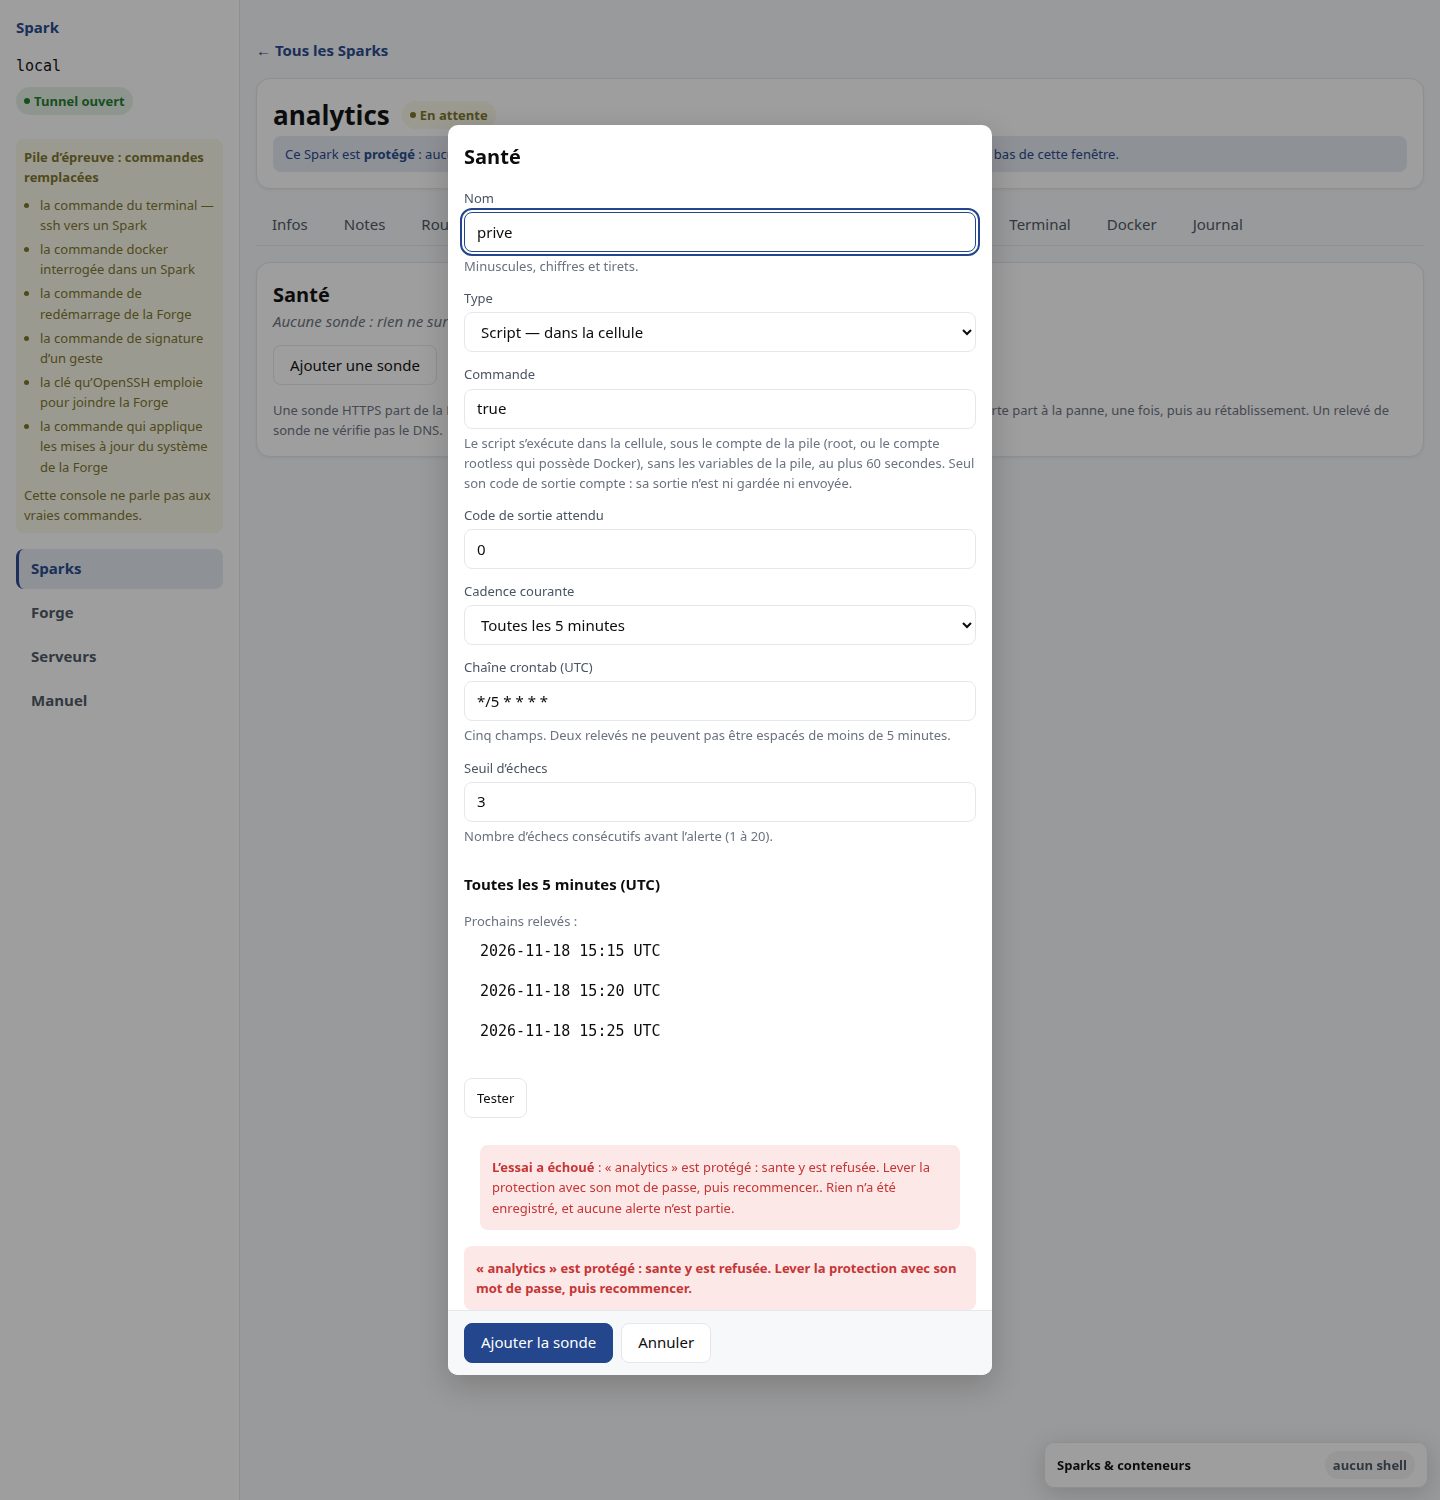 Spark
local
Tunnel ouvert
Pile d’épreuve : commandes
remplacées
la commande du terminal —
ssh vers un Spark
la commande docker
interrogée dans un Spark
la commande de
redémarrage de la Forge
la commande de signature
d’un geste
la clé qu’OpenSSH emploie
pour joindre la Forge
la commande qui applique
les mises à jour du système
de la Forge
Cette console ne parle pas aux
vraies commandes.
Sparks
Forge
Serveurs
Manuel
← Tous les Sparks
analytics
En attente
Ce Spark est protégé : auc
bas de cette fenêtre.
Infos
Notes
Rou
Terminal
Docker
Journal
Santé
Aucune sonde : rien ne sur
Ajouter une sonde
Une sonde HTTPS part de la
rte part à la panne, une fois, puis au rétablissement. Un relevé de
sonde ne vérifie pas le DNS.
Santé
Nom
prive
Minuscules, chiffres et tirets.
Type
Script — dans la cellule
Commande
true
Le script s’exécute dans la cellule, sous le compte de la pile (root, ou le compte
rootless qui possède Docker), sans les variables de la pile, au plus 60 secondes. Seul
son code de sortie compte : sa sortie n’est ni gardée ni envoyée.
Code de sortie attendu
0
Cadence courante
Toutes les 5 minutes
Chaîne crontab (UTC)
*/5 * * * *
Cinq champs. Deux relevés ne peuvent pas être espacés de moins de 5 minutes.
Seuil d’échecs
3
Nombre d’échecs consécutifs avant l’alerte (1 à 20).
Toutes les 5 minutes (UTC)
Prochains relevés :
2026-11-18 15:15 UTC
2026-11-18 15:20 UTC
2026-11-18 15:25 UTC
Tester
L’essai a échoué : « analytics » est protégé : sante y est refusée. Lever la
protection avec son mot de passe, puis recommencer.. Rien n’a été
enregistré, et aucune alerte n’est partie.
« analytics » est protégé : sante y est refusée. Lever la protection avec son
mot de passe, puis recommencer.
Ajouter la sonde
Annuler
Sparks & conteneurs
aucun shell